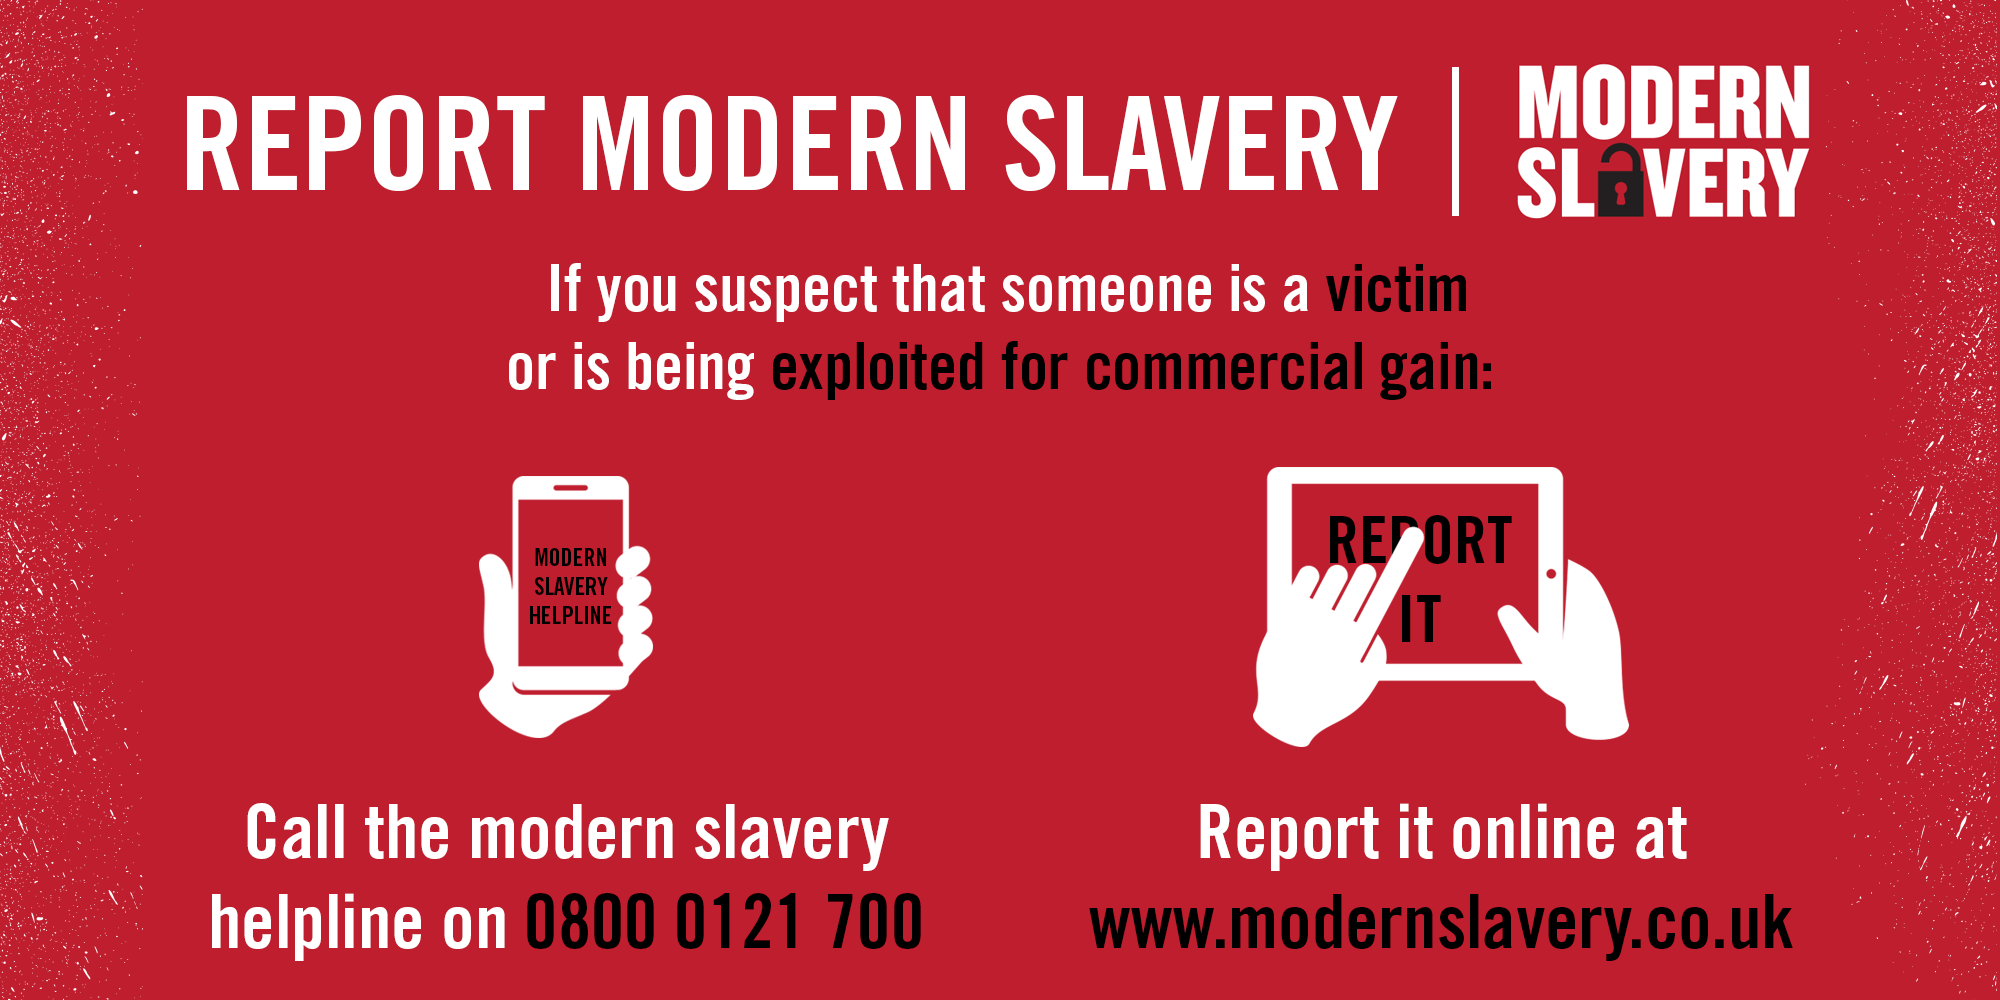 REPORT MODERN SLAVERY
MODERN
SLAVERY
If you suspect that someone is a victim
or is being exploited for commercial gain:
MODERN
SLAVERY
HELPLINE
REPORT
IT
Call the modern slavery
helpline on 0800 0121 700
Report it online at
www.modernslavery.co.uk